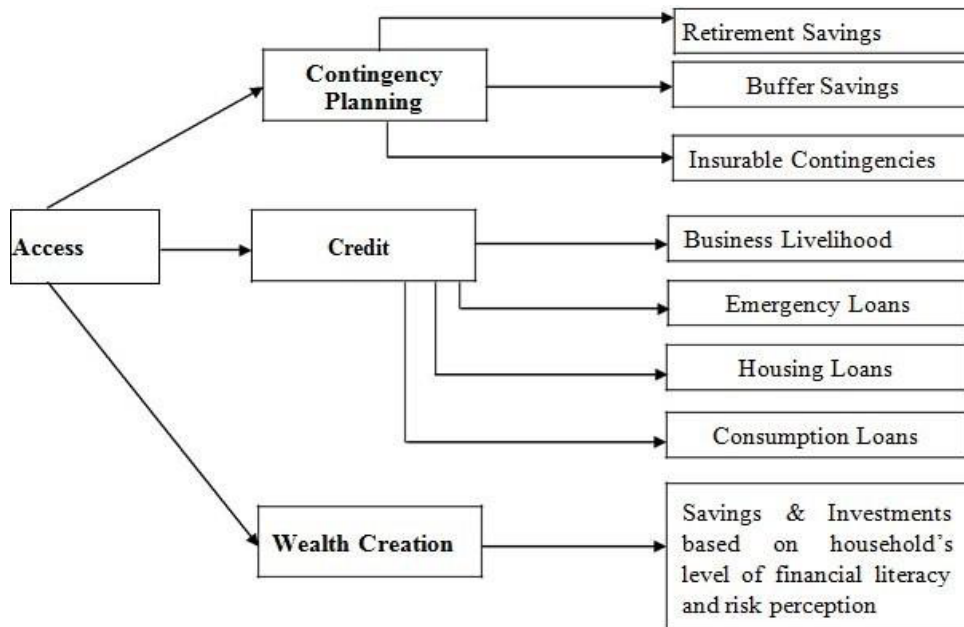 Access
Contingency
Planning
Retirement Savings
Buffer Savings
Insurable Contingencies
Credit
Business Livelihood
Emergency Loans
Housing Loans
Consumption Loans
Wealth Creation
Savings & Investments
based on household’s
level of financial literacy
and risk perception